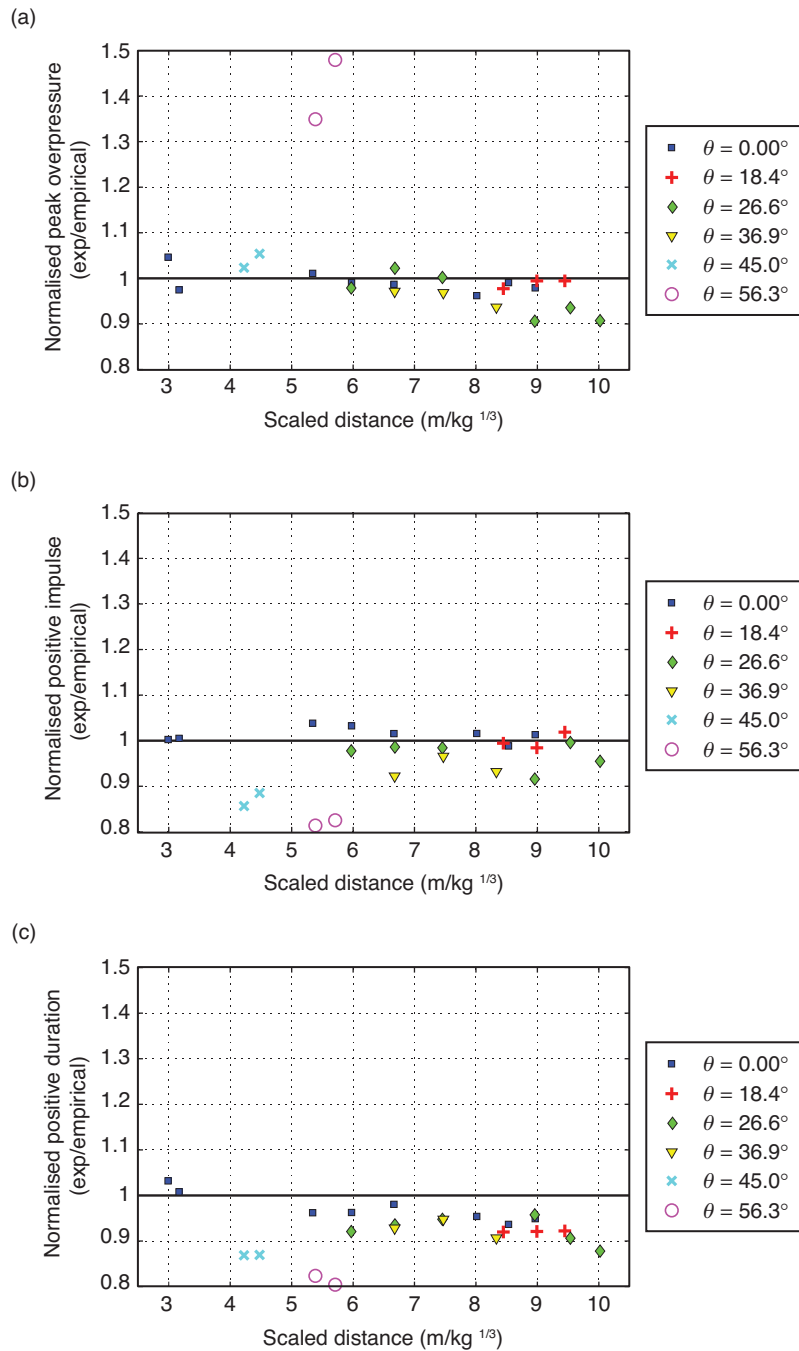 (a)
1.5
1.4
1.3
1.2
1.1
1
0.9
0.8
Normalised peak overpressure
(exp/empirical)
3 4 5 6 7 8 9 10
Scaled distance (m/kg 1/3)
θ = 0.00°
θ = 18.4°
θ = 26.6°
θ = 36.9°
θ = 45.0°
θ = 56.3°
(b)
1.5
1.4
1.3
1.2
1.1
1
0.9
0.8
Normalised positive impulse
(exp/empirical)
3 4 5 6 7 8 9 10
Scaled distance (m/kg 1/3)
θ = 0.00°
θ = 18.4°
θ = 26.6°
θ = 36.9°
θ = 45.0°
θ = 56.3°
(c)
1.5
1.4
1.3
1.2
1.1
1
0.9
0.8
Normalised positive duration
(exp/empirical)
3 4 5 6 7 8 9 10
Scaled distance (m/kg 1/3)
θ = 0.00°
θ = 18.4°
θ = 26.6°
θ = 36.9°
θ = 45.0°
θ = 56.3°